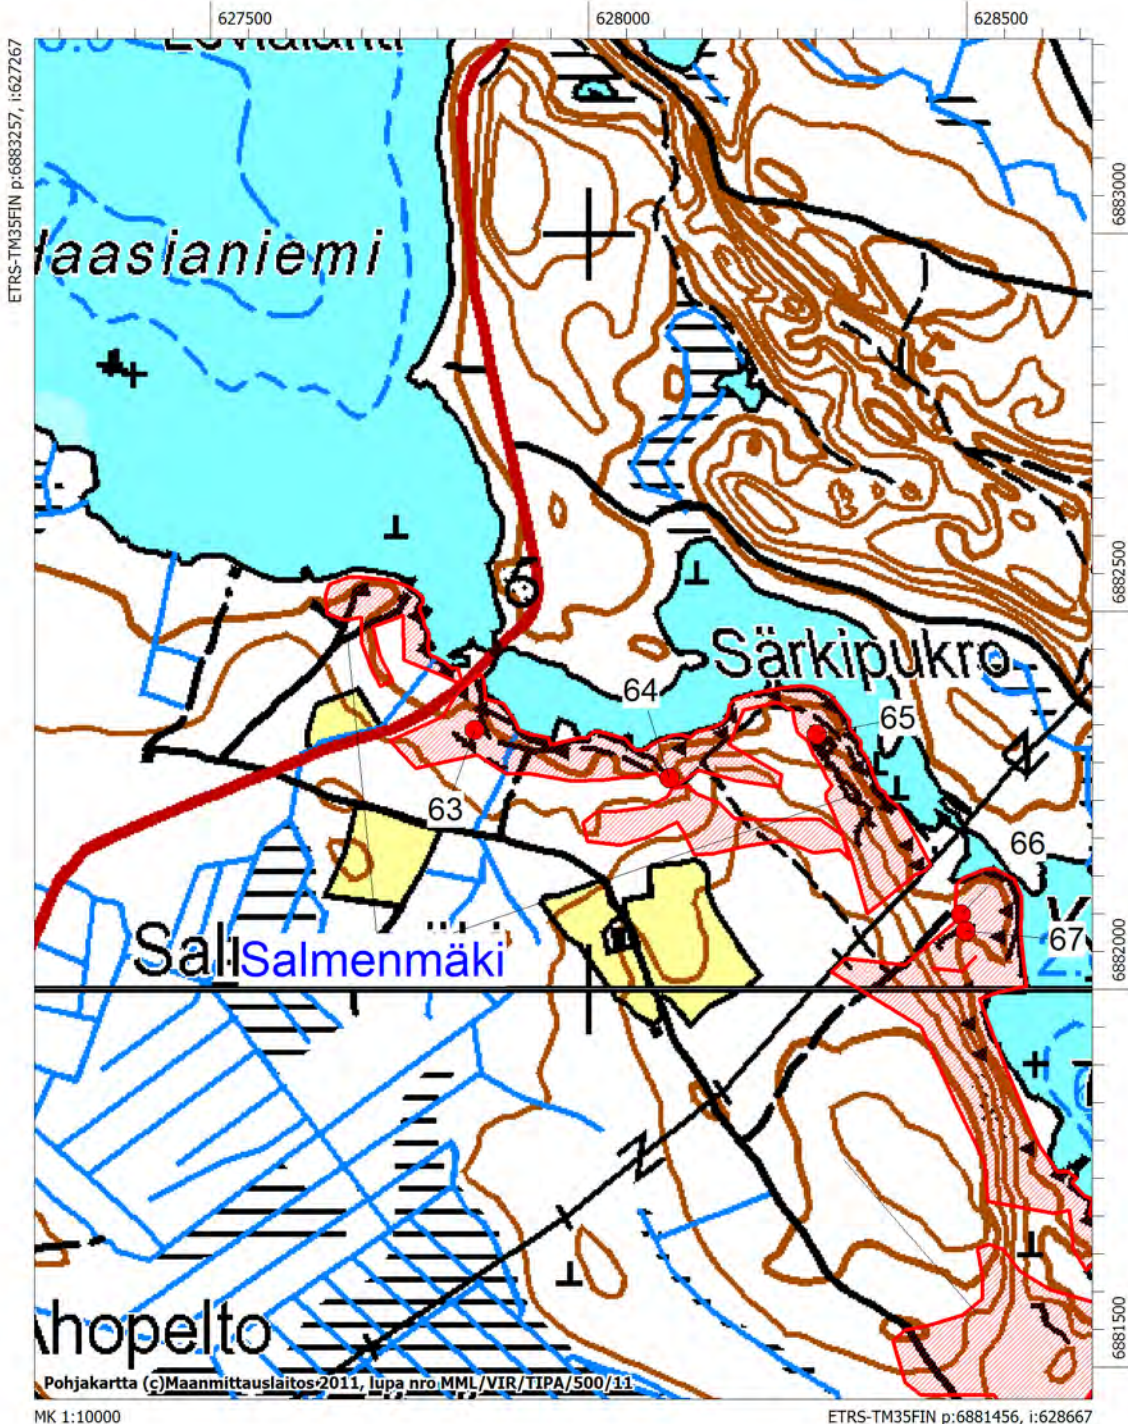 627500
628000
628500
ETRS-TM35FIN p:6883257, i:627267
6883000
Haasianiemi
6882500
Särkipukro
64
65
63
66
67
6882000
Salmenmäki
6881500
Ahopelto
Pohjakartta (c)Maanmittauslaitos 2011, lupa nro MML/VIR/TIPA/500/11
MK 1:10000
ETRS-TM35FIN p:6881456, i:628667